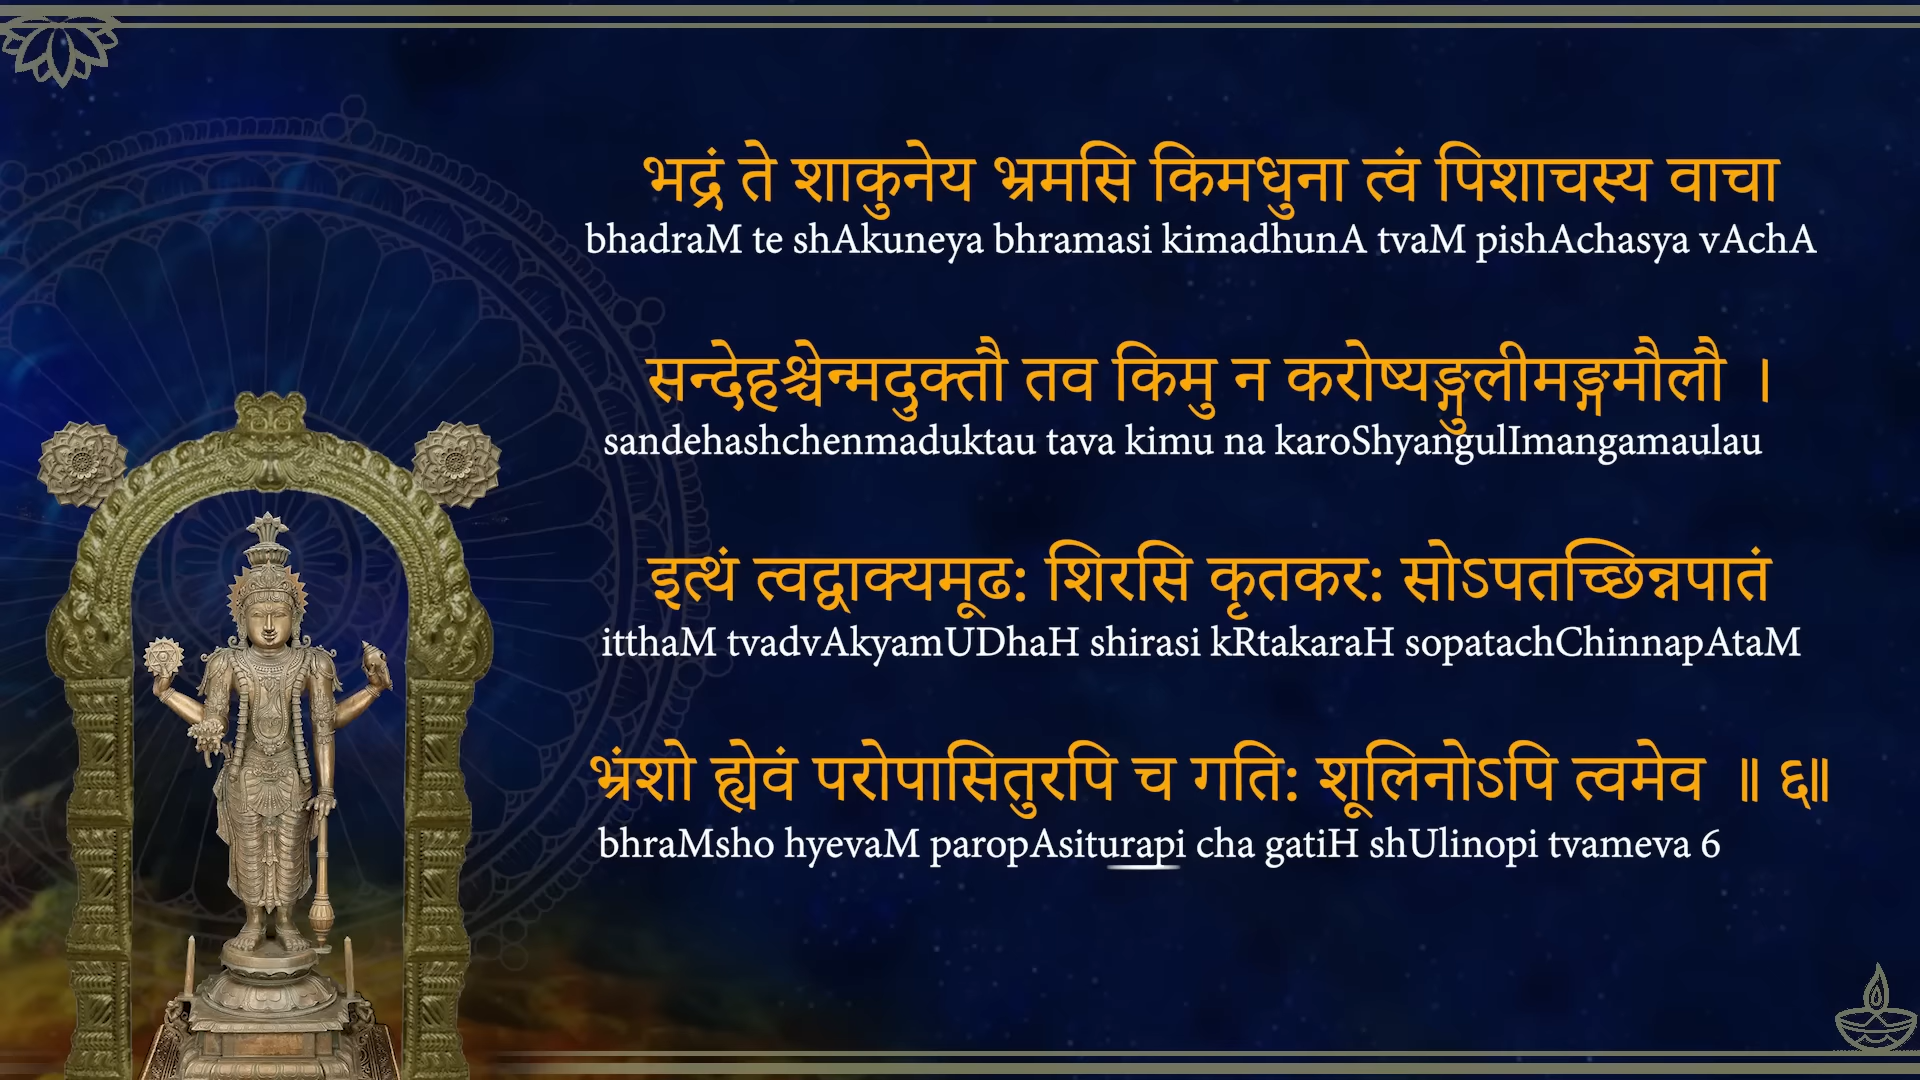 भद्रं ते शाकुनेय भ्रमसि किमधुना त्वं पिशाचस्य वाचा
bhadraM te shAkuneya bhramasi kimadhunA tvaM pishAchasya vAchA
सन्देहश्चेन्मदुक्तौ तव किमु न करोष्यङ्गुलीमङ्गमौलौ ।
sandehashchenmaduktau tava kimu na karoShyangulImangamaulau
इत्थं त्वद्वाक्यमूढः शिरसि कृतकरः सोऽपतच्छिन्नपातं
itthaM tvadvAkyamUDhaH shirasi kRtakaraH sopatachChinnapAtaM
भ्रंशो ह्येवं परोपासितुरपि च गतिः शूलिनोऽपि त्वमेव ॥ ६॥
bhraMsho hyevaM paropAsiturapi cha gatiH shUlinopi tvameva 6